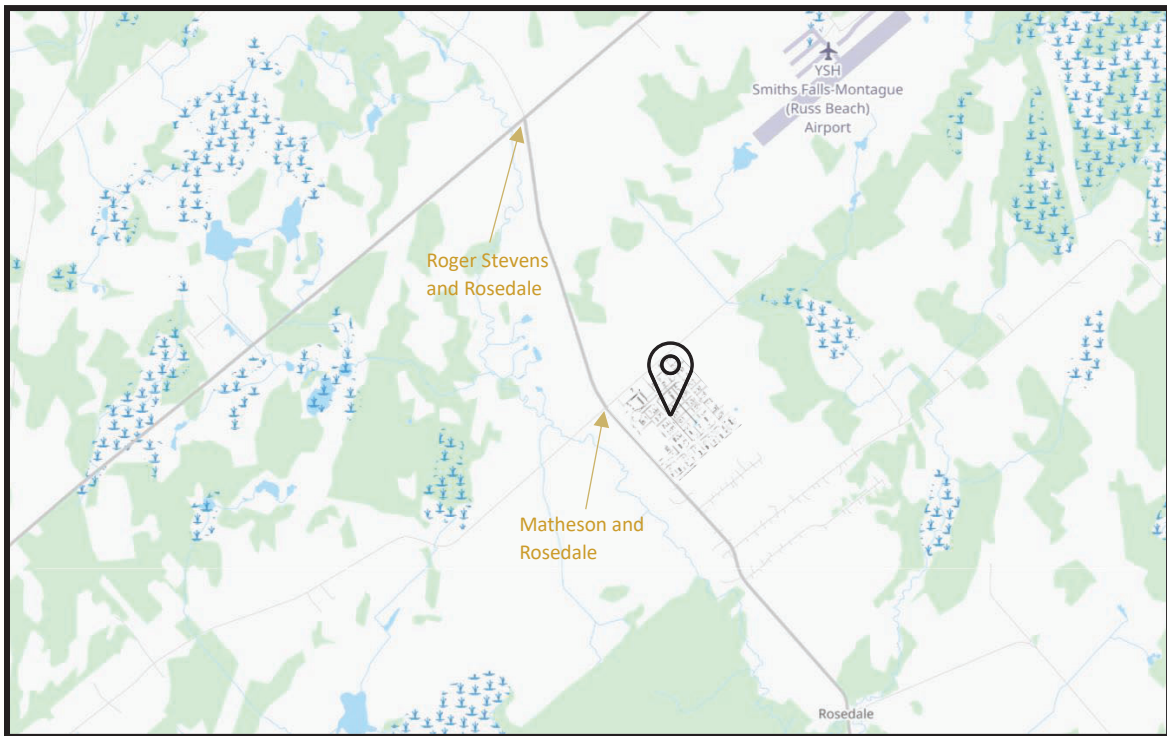 YSH
Smiths Falls-Montague
(Russ Beach)
Airport
Roger Stevens
and Rosedale
Matheson and
Rosedale
Rosedale